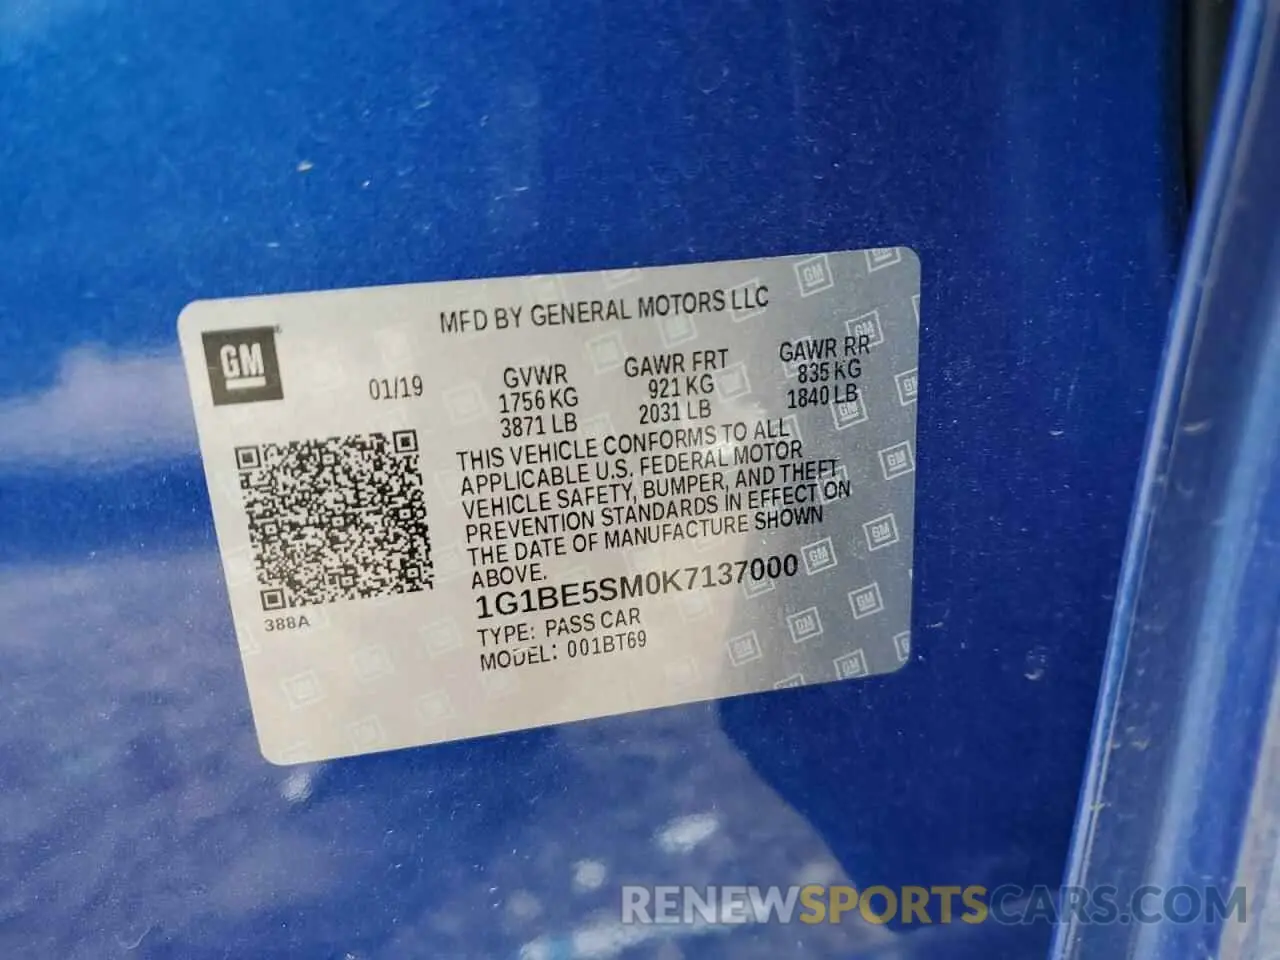 MFD BY GENERAL MOTORS LLC
GM
01/19
GVWR
1756 KG
3871 LB
GAWR FRT
921 KG
2031 LB
GAWR RR
835 KG
1840 LB
THIS VEHICLE CONFORMS TO ALL
APPLICABLE U.S. FEDERAL MOTOR
VEHICLE SAFETY, BUMPER, AND THEFT
PREVENTION STANDARDS IN EFFECT ON
THE DATE OF MANUFACTURE SHOWN
ABOVE.
1G1BE5SM0K7137000
TYPE: PASS CAR
MODEL: 001BT69
388A
RENEWSPORTSCARS.COM